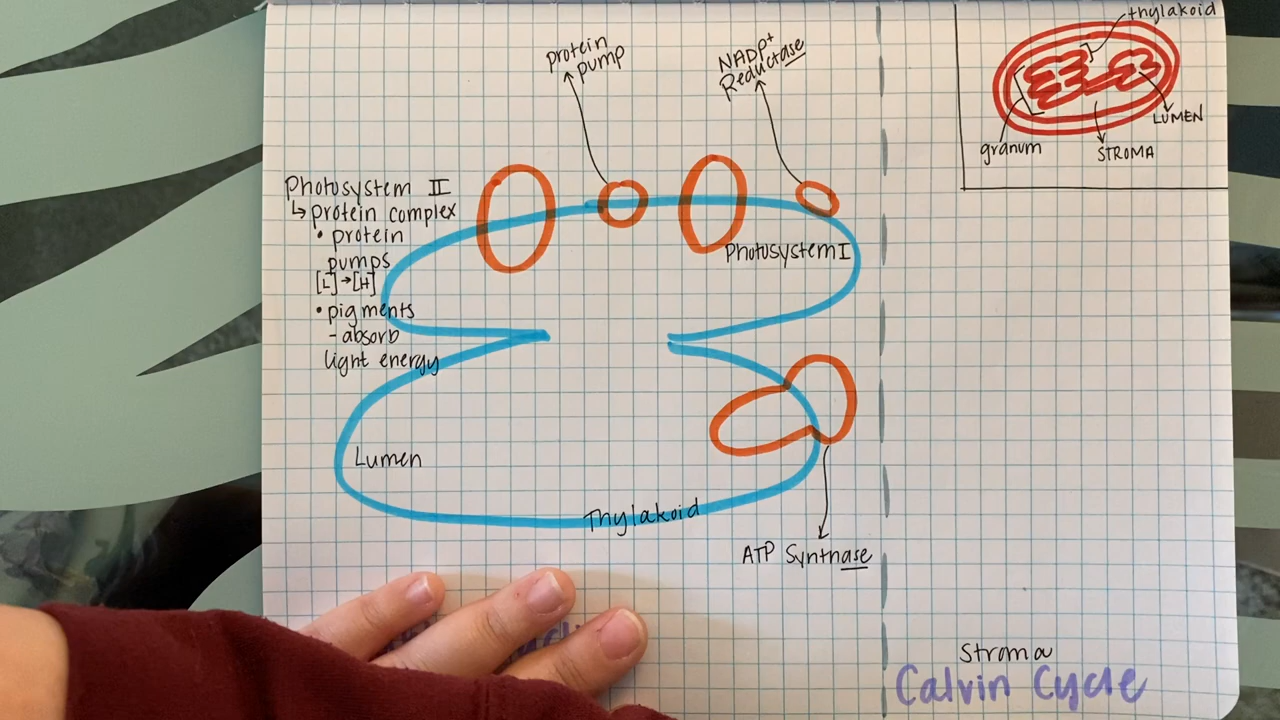 protein
pump
NADP+
Reductase
thylakoid
LUMEN
granum
STROMA
Photosystem II
↳ protein complex
• protein
pumps
[L]→[H]
• pigments
- absorb
light energy
Photosystem I
Lumen
Thylakoid
ATP Synthase
Stroma
Calvin Cycle